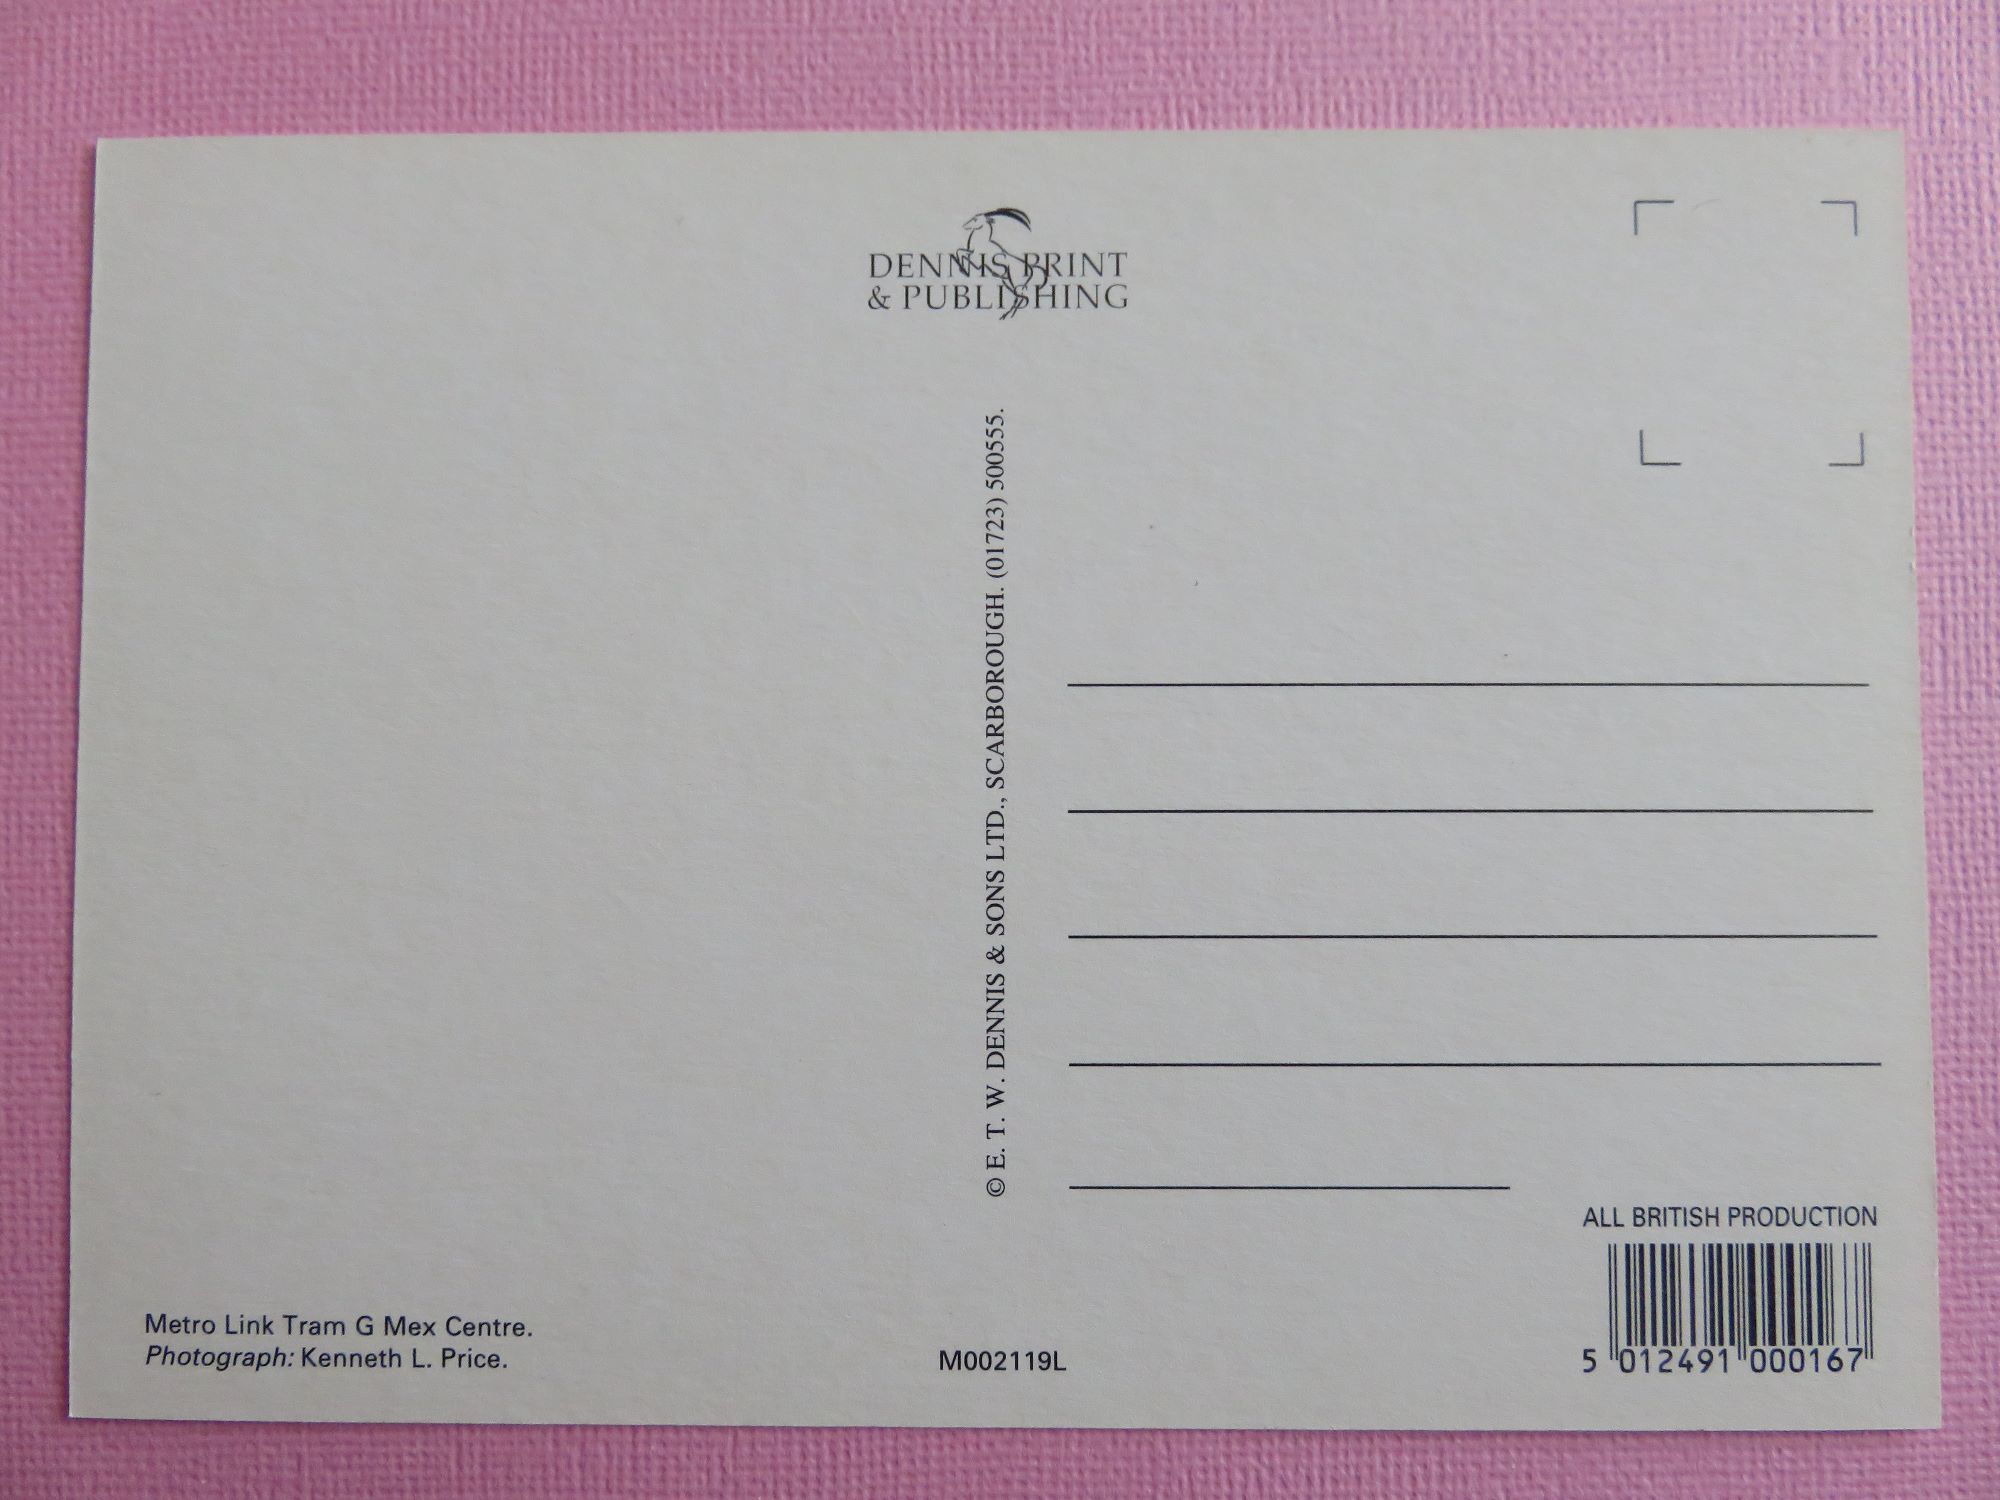 DENNIS PRINT
& PUBLISHING
© E. T. W. DENNIS & SONS LTD., SCARBOROUGH. (01723) 500555.
ALL BRITISH PRODUCTION
5 012491 000167
Metro Link Tram G Mex Centre.
Photograph: Kenneth L. Price.
M002119L